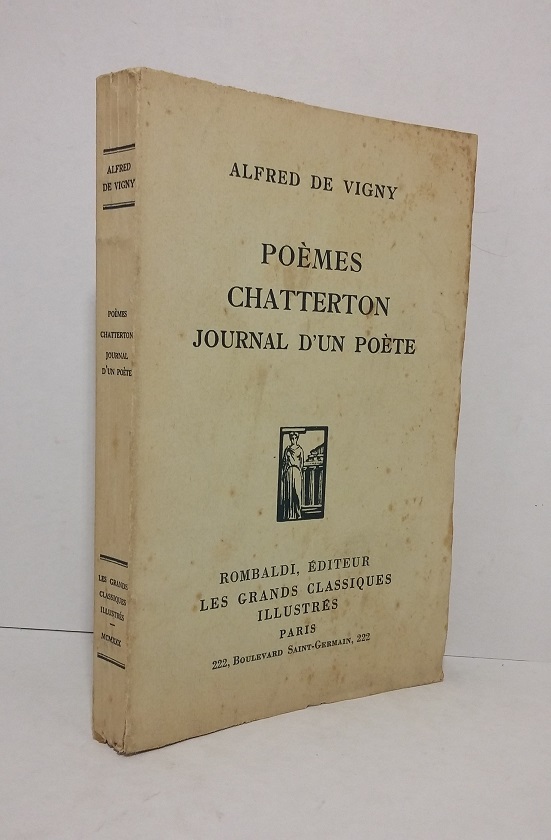 ALFRED
DE VIGNY
POÈMES
CHATTERTON
JOURNAL
D'UN POÈTE
LES GRANDS
CLASSIQUES
ILLUSTRÉS
MCMXXX
ALFRED DE VIGNY
POÈMES
CHATTERTON
JOURNAL D'UN POÈTE
ROMBALDI, ÉDITEUR
LES GRANDS CLASSIQUES
ILLUSTRÉS
PARIS
222, BOULEVARD SAINT-GERMAIN, 222